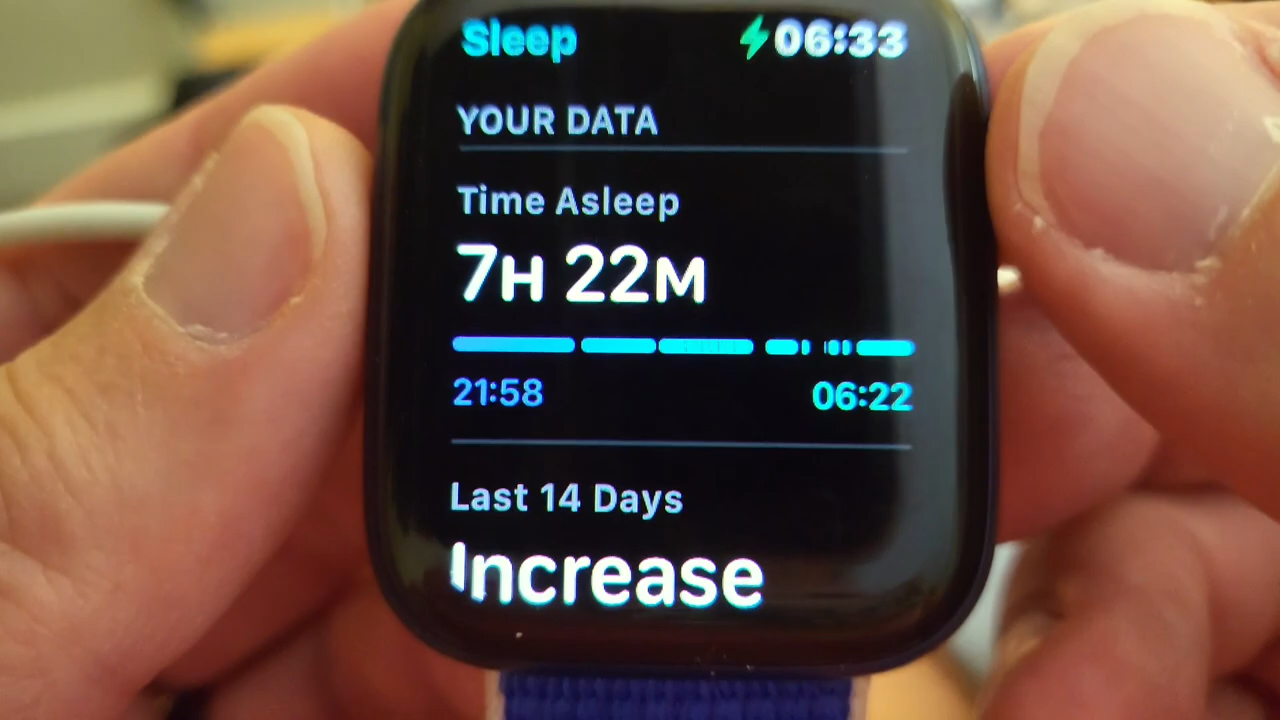 Sleep 06:33
YOUR DATA
Time Asleep
7H 22M
21:58 06:22
Last 14 Days
Increase